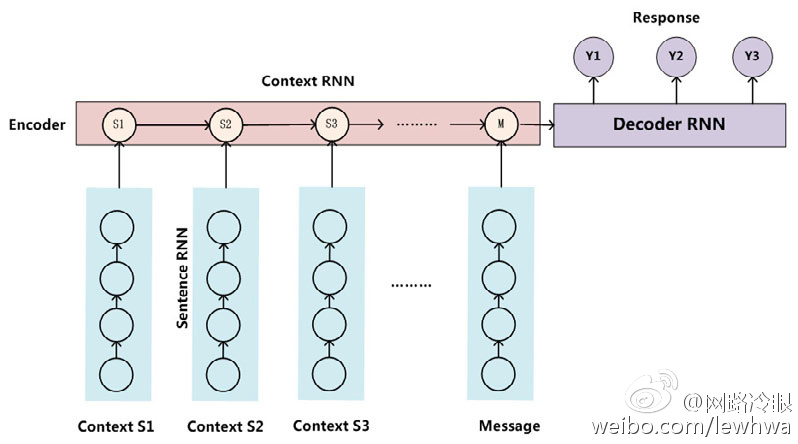 Response
Y1 Y2 Y3
Context RNN
Encoder
S1 S2 S3 ......... M
Decoder RNN
Sentence RNN
.........
Context S1 Context S2 Context S3 Message
@网路冷眼
weibo.com/lewhwa